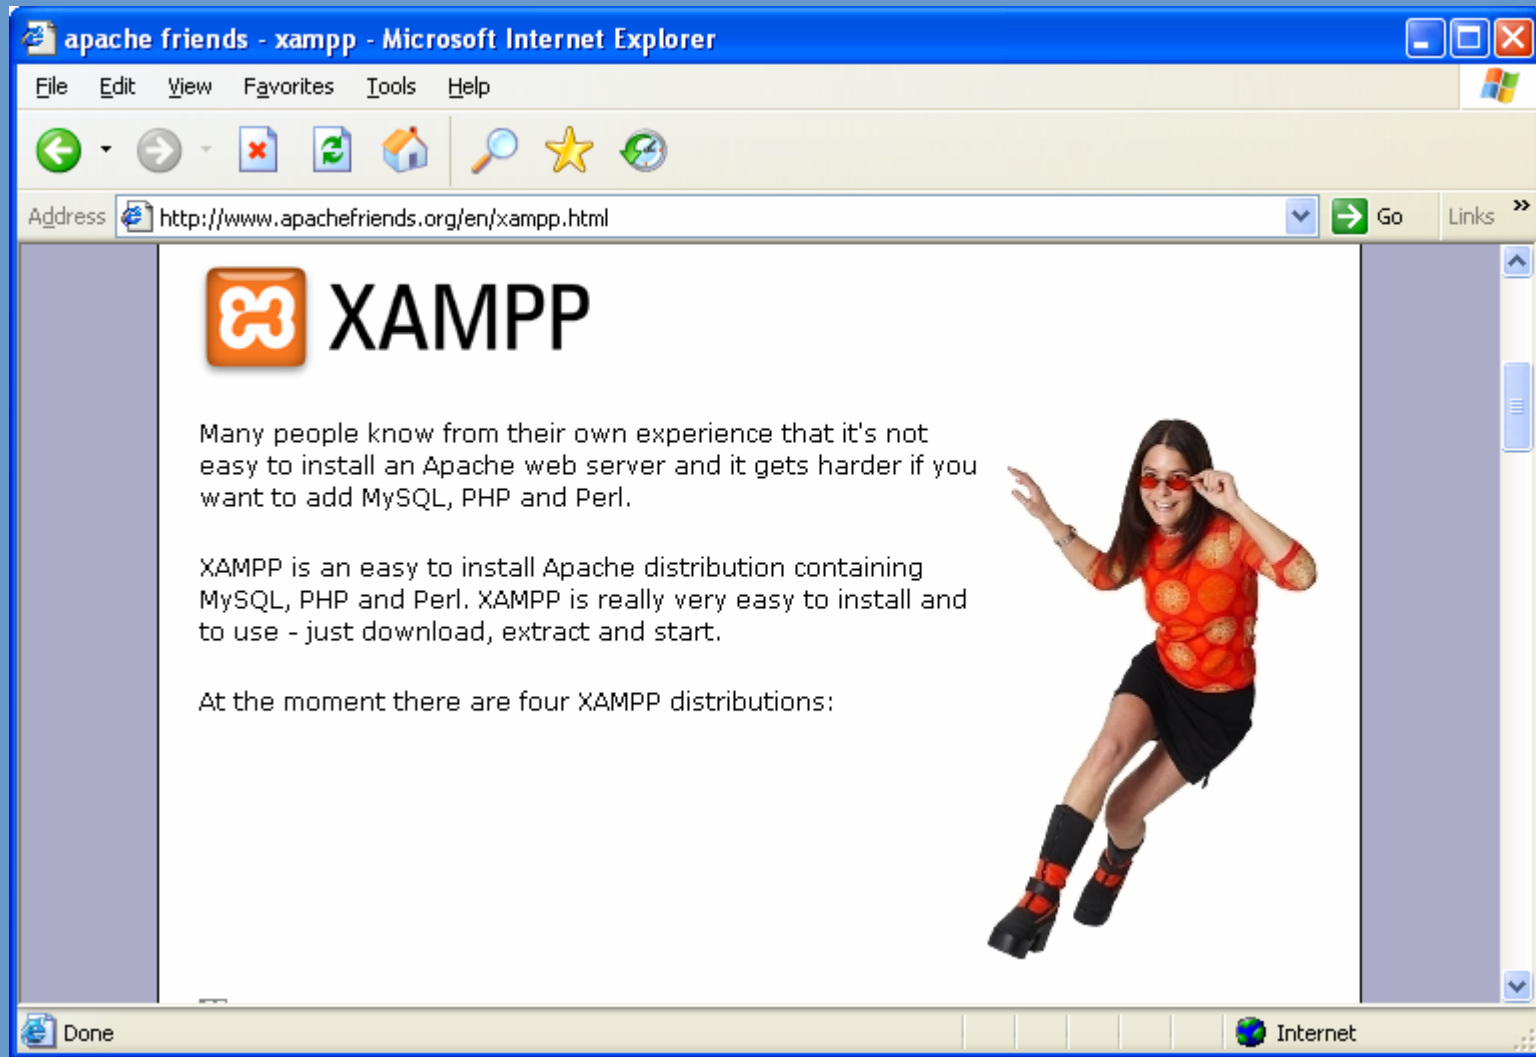 apache friends - xampp - Microsoft Internet Explorer
File Edit View Favorites Tools Help
Address http://www.apachefriends.org/en/xampp.html Go Links »
XAMPP
Many people know from their own experience that it's not
easy to install an Apache web server and it gets harder if you
want to add MySQL, PHP and Perl.
XAMPP is an easy to install Apache distribution containing
MySQL, PHP and Perl. XAMPP is really very easy to install and
to use - just download, extract and start.
At the moment there are four XAMPP distributions:
Done Internet